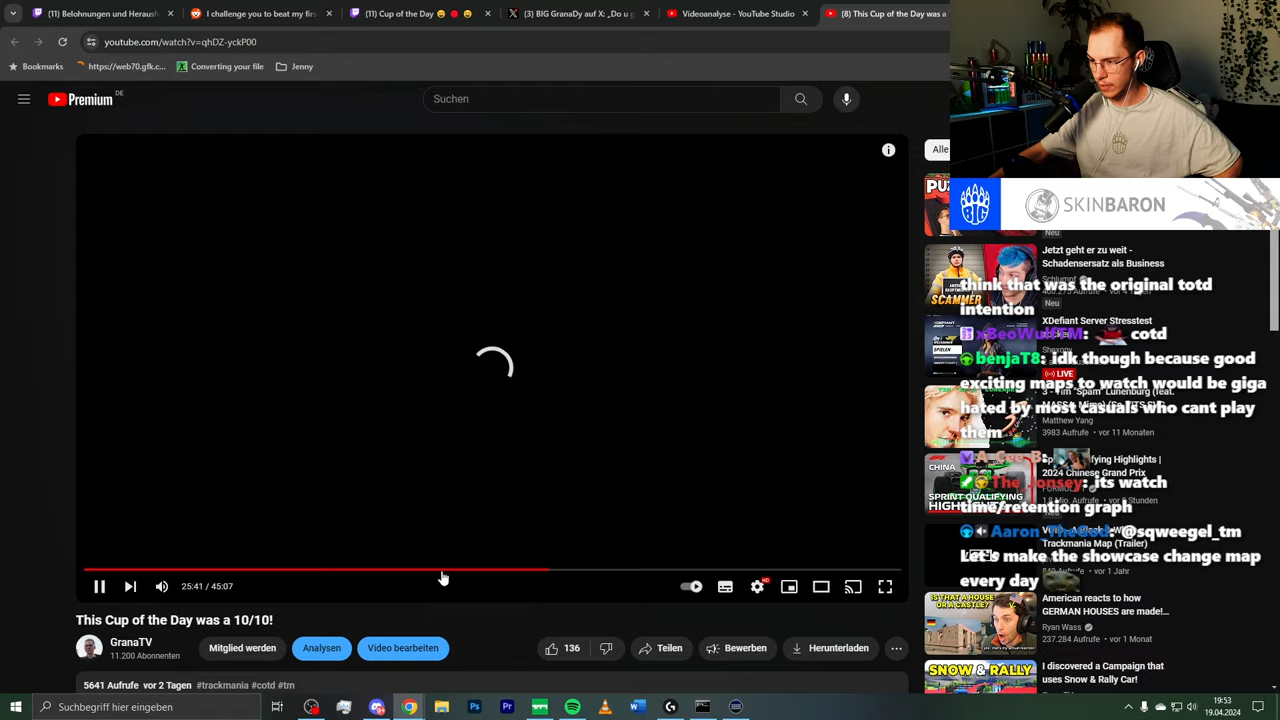 (11) Belohnungen •
I challenge you to beat my firs
(11) Cup of the Day
(3) BIG GranaDy auf X: „Do u g
Videoanalyse - YouTube Studio
(8) This Cup of the Day was
youtube.com/watch?v=qhDZ-yckP00
Bookmarks
https://web70.gfk.c...
Converting your file
Jenny
Premium
DE
Suchen
Alle
PU
BIG
SKINBARON
Neu
Jetzt geht er zu weit -
Schadensersatz als Business
Neu
SCAMMER
think that was the original totd
intention
XDefiant Server Stresstest
xBeoWulfTM: cotd
benjaT8: idk though because good
exciting maps to watch would be giga
hated by most casuals who cant play
them
LIVE
Matthew Yang
3983 Aufrufe • vor 11 Monaten
CHINA
SPRINT QUALIFYING
2024 Chinese Grand Prix
The_Jonsey: its watch
time/retention graph
Aaron_TheGod: @sqweegel_tm
Let's make the showcase change map
every day
Trackmania Map (Trailer)
IS THAT A HOUSE
OR A CASTLE?
American reacts to how
GERMAN HOUSES are made!...
Ryan Wass
237.284 Aufrufe • vor 1 Monat
SNOW & RALLY
I discovered a Campaign that
uses Snow & Rally Car!
25:41 / 45:07
HD
This Cup of the Day was a 10/10!
GranaTV
11.200 Abonnenten
Mitglied werden
Analysen
Video bearbeiten
136
Teilen
Herunterladen
5641 Aufrufe vor 2 Tagen #trackmania #cotd
Suchbegriff hier eingeben
19:53
19.04.2024